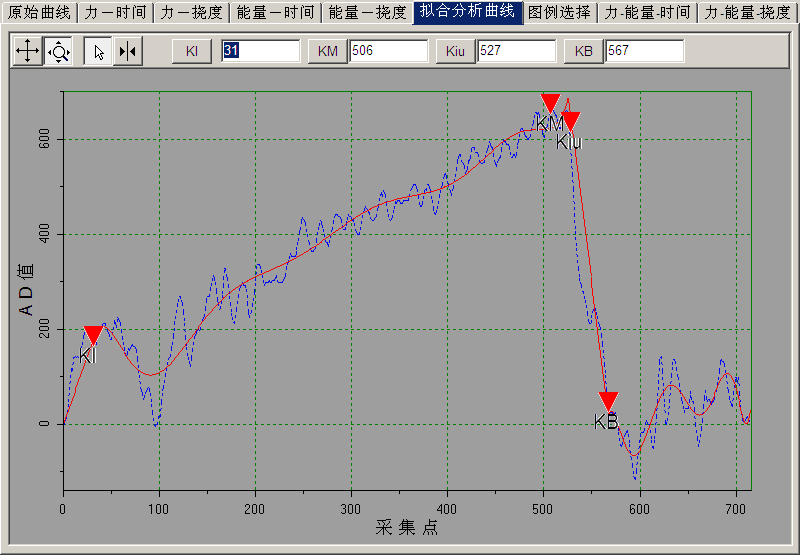 原始曲线 力－时间 力－挠度 能量－时间 能量－挠度 拟合分析曲线 图例选择 力-能量-时间 力-能量-挠度
KI 31 KM 506 Kiu 527 KB 567
600
400
200
0
AD值
KI
KM
Kiu
KB
0 100 200 300 400 500 600 700
采集点